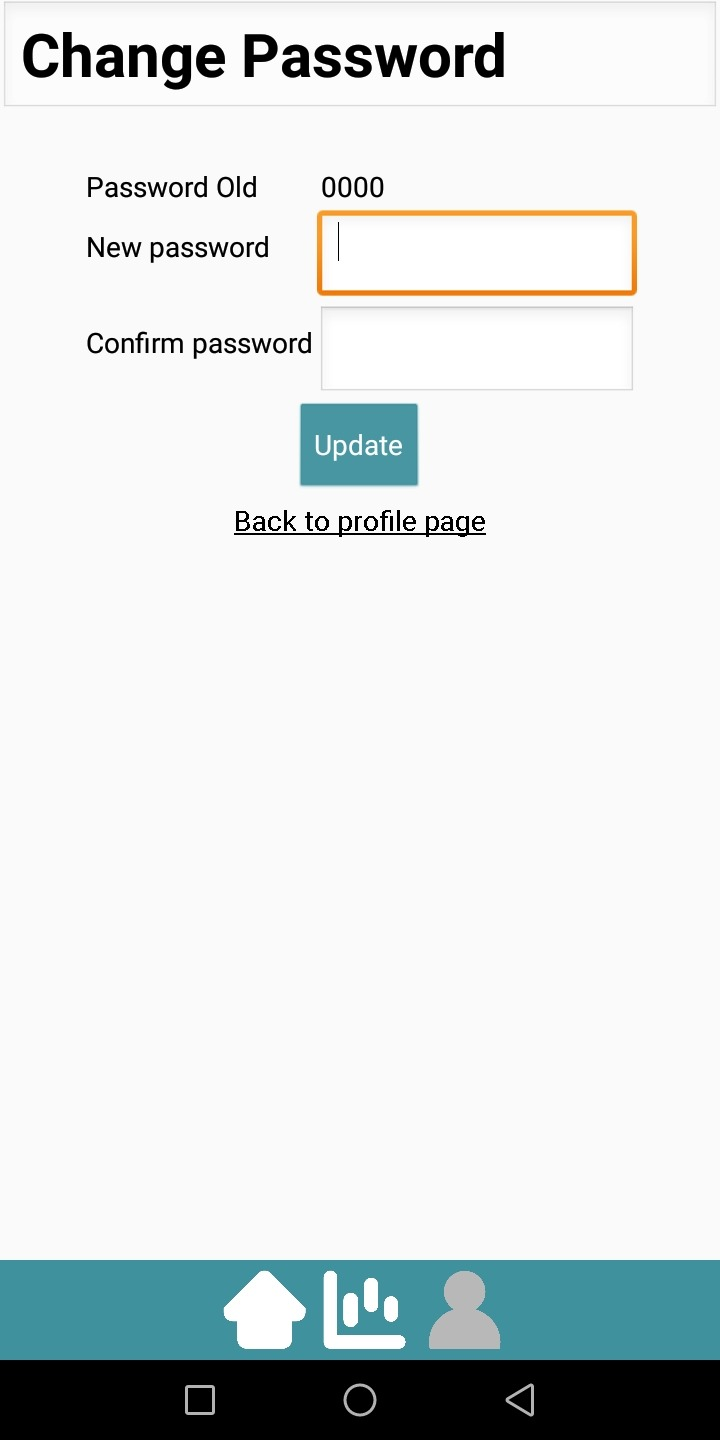 Change Password
Password Old 0000
New password
Confirm password
Update
Back to profile page